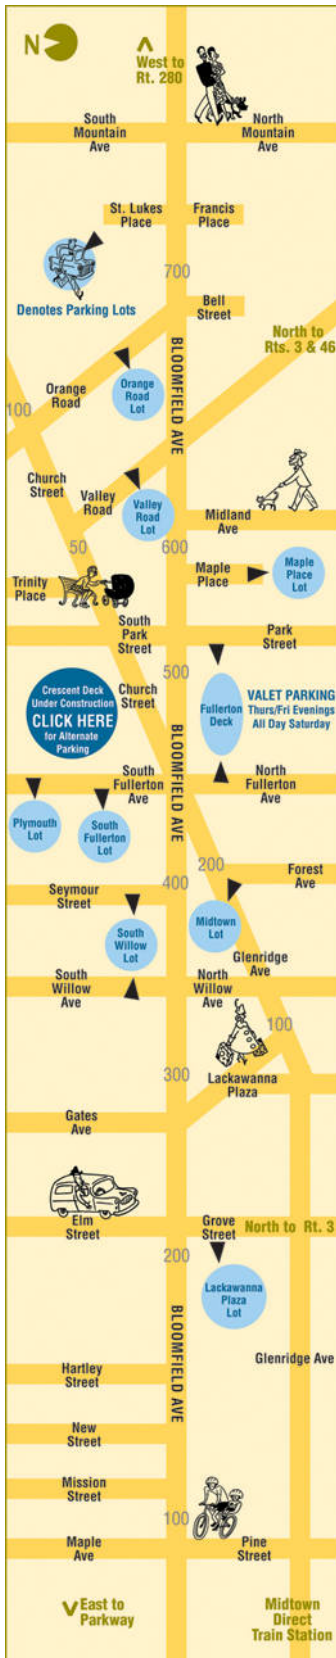 N
West to
Rt. 280
South
Mountain
Ave
North
Mountain
Ave
St. Lukes
Place
Francis
Place
700
Denotes Parking Lots
Bell
Street
North to
Rts. 3 & 46
BLOOMFIELD AVE
Orange
Road
Orange
Road
Lot
100
Church
Street
Valley
Road
Valley
Road
Lot
Midland
Ave
50
600
Maple
Place
Maple
Place
Lot
Trinity
Place
South
Park
Street
Park
Street
500
Crescent Deck
Under Construction
CLICK HERE
for Alternate
Parking
Church
Street
Fullerton
Deck
VALET PARKING
Thurs/Fri Evenings
All Day Saturday
BLOOMFIELD AVE
South
Fullerton
Ave
North
Fullerton
Ave
Plymouth
Lot
South
Fullerton
Lot
200
Forest
Ave
400
Seymour
Street
South
Willow
Lot
Midtown
Lot
Glenridge
Ave
South
Willow
Ave
North
Willow
Ave
100
300
Lackawanna
Plaza
Gates
Ave
Elm
Street
Grove
Street
North to Rt. 3
200
Lackawanna
Plaza
Lot
BLOOMFIELD AVE
Glenridge Ave
Hartley
Street
New
Street
Mission
Street
100
Maple
Ave
Pine
Street
East to
Parkway
Midtown
Direct
Train Station